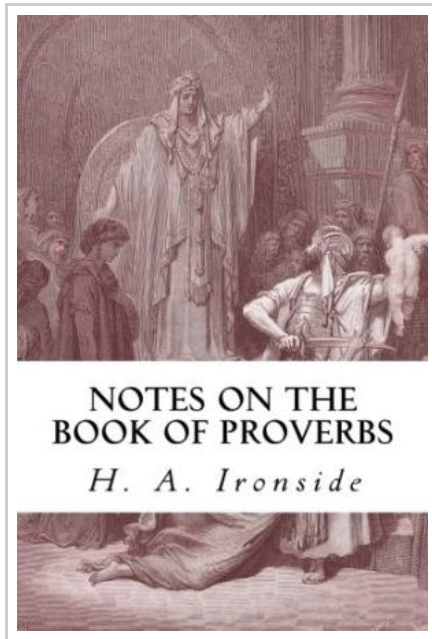 NOTES ON THE
BOOK OF PROVERBS
H. A. Ironside